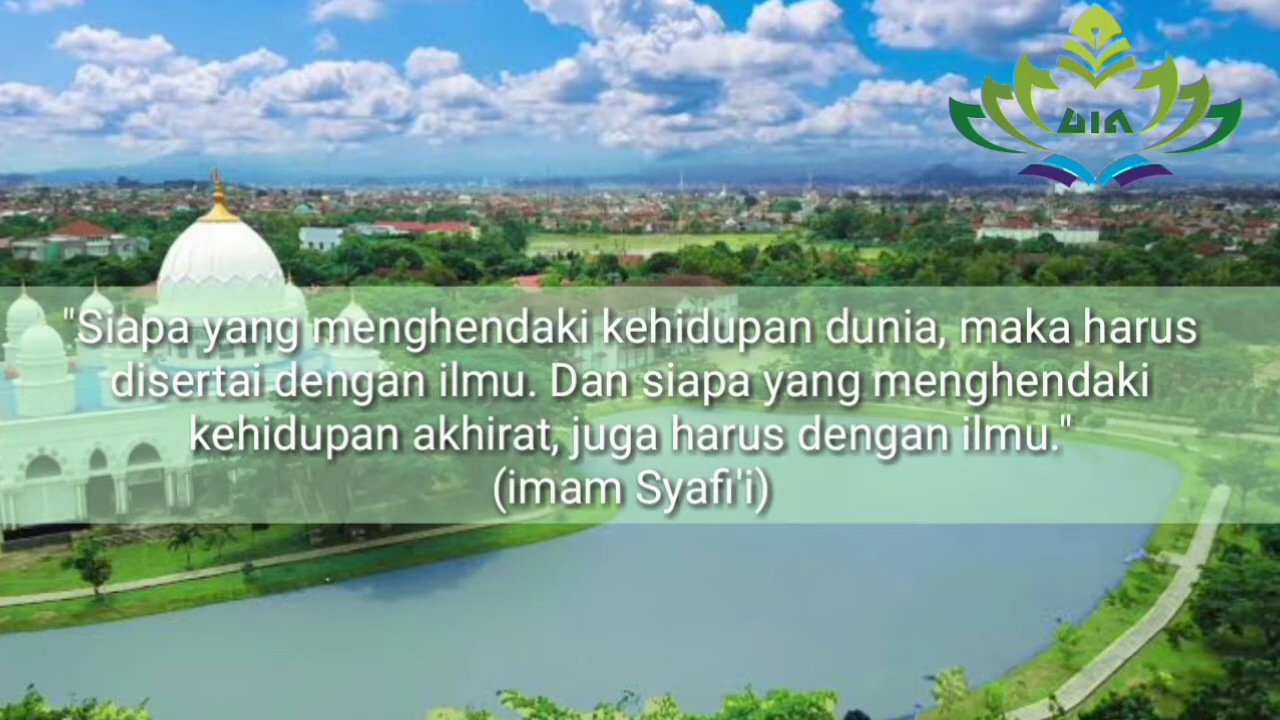 UIN
"Siapa yang menghendaki kehidupan dunia, maka harus
disertai dengan ilmu. Dan siapa yang menghendaki
kehidupan akhirat, juga harus dengan ilmu."
(imam Syafi'i)